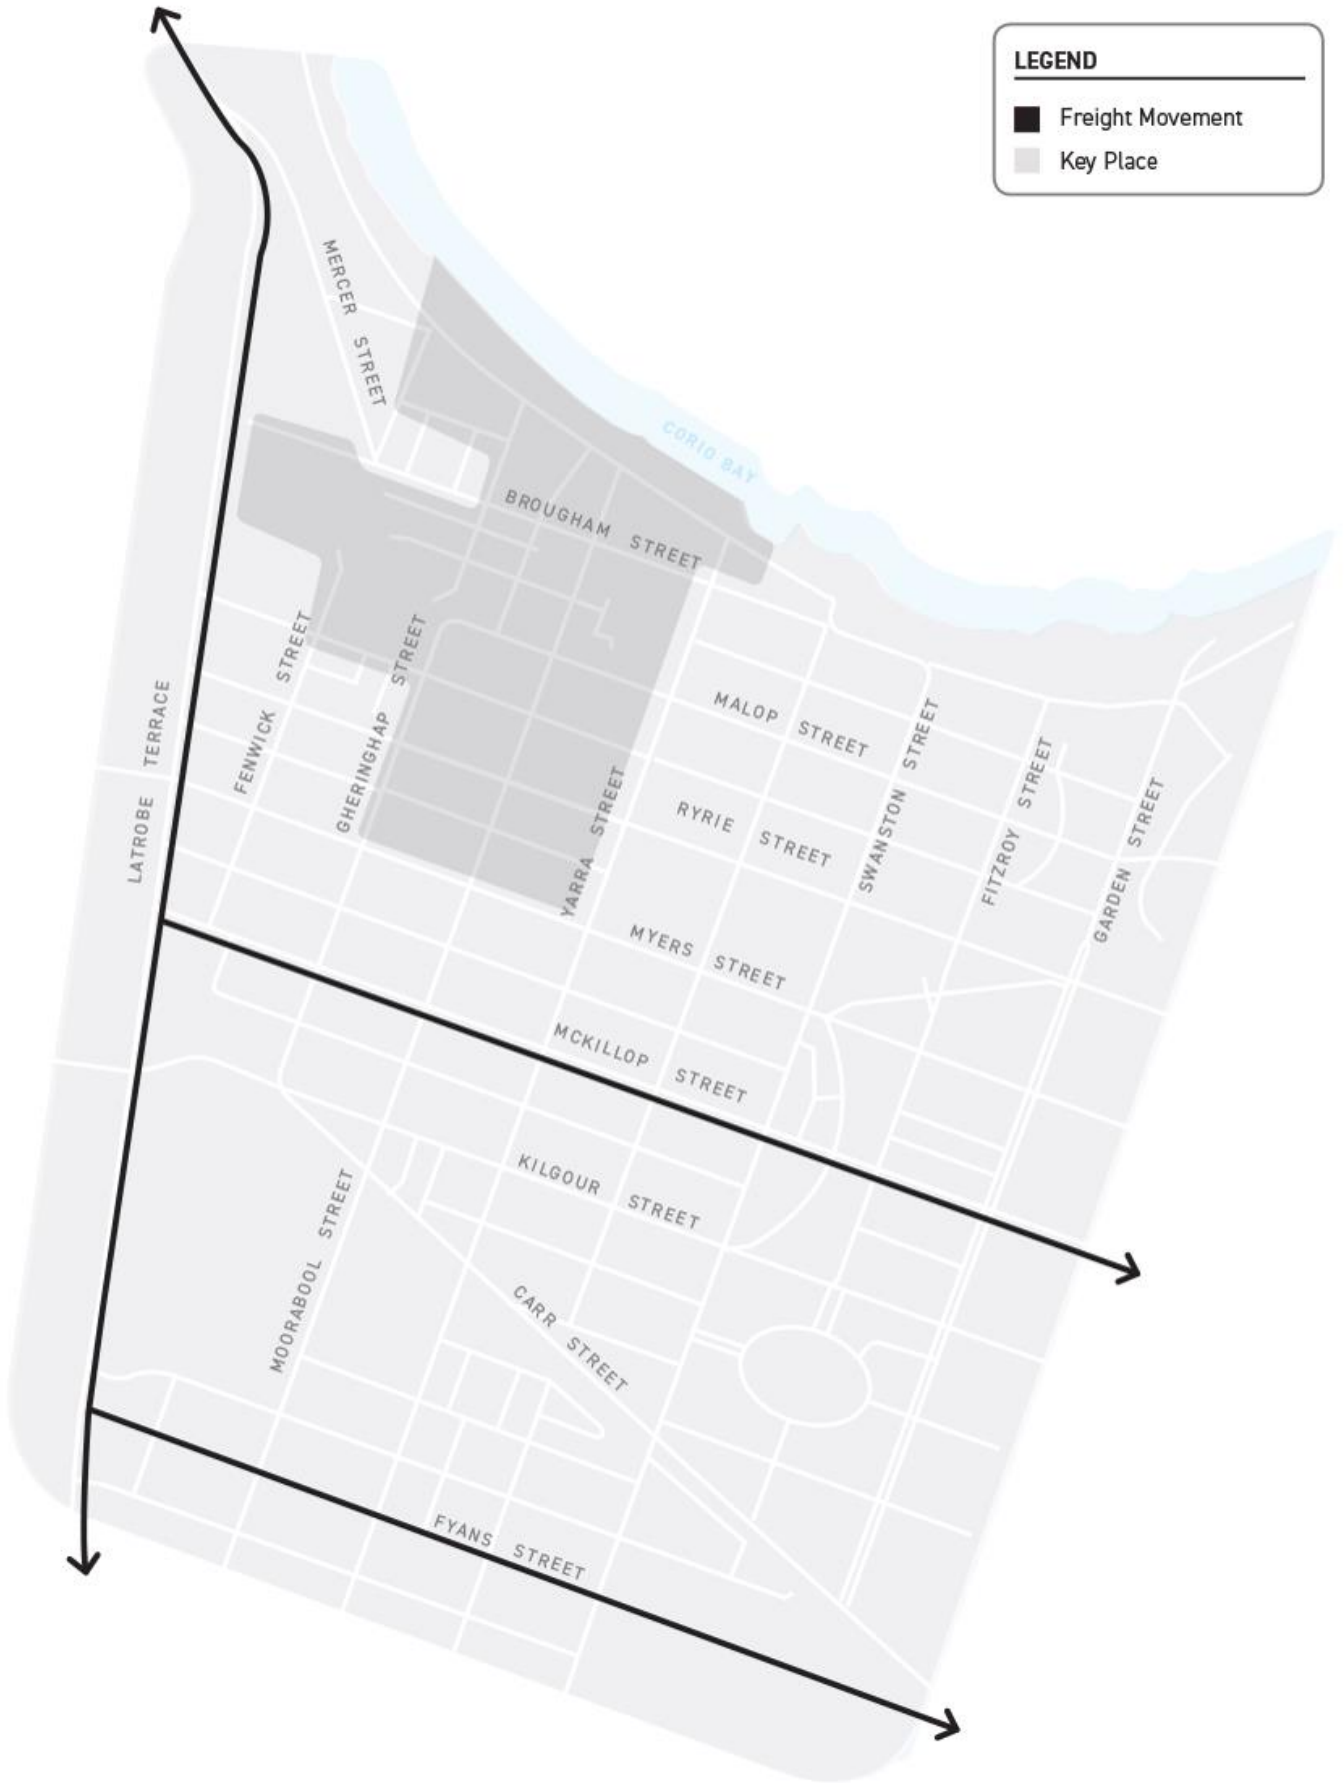 LEGEND
Freight Movement
Key Place
MERCER STREET
CORIO BAY
BROUGHAM STREET
FENWICK STREET
GHERINGHAP STREET
LATROBE TERRACE
MALOP STREET
RYRIE STREET
YARRA STREET
SWANSTON STREET
FITZROY STREET
GARDEN STREET
MYERS STREET
MCKILLOP STREET
KILGOUR STREET
MOORABOOL STREET
CARR STREET
FYANS STREET